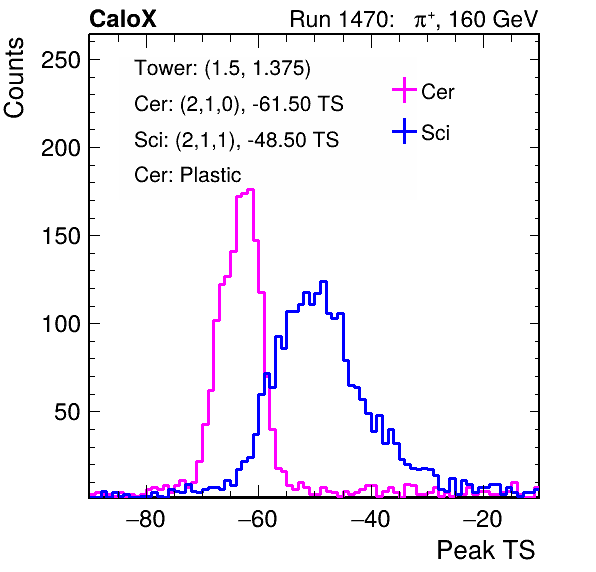 CaloX
Run 1470: π⁺, 160 GeV
Counts
250
200
150
100
50
Tower: (1.5, 1.375)
Cer: (2,1,0), -61.50 TS
Sci: (2,1,1), -48.50 TS
Cer: Plastic
Cer
Sci
−80 −60 −40 −20
Peak TS